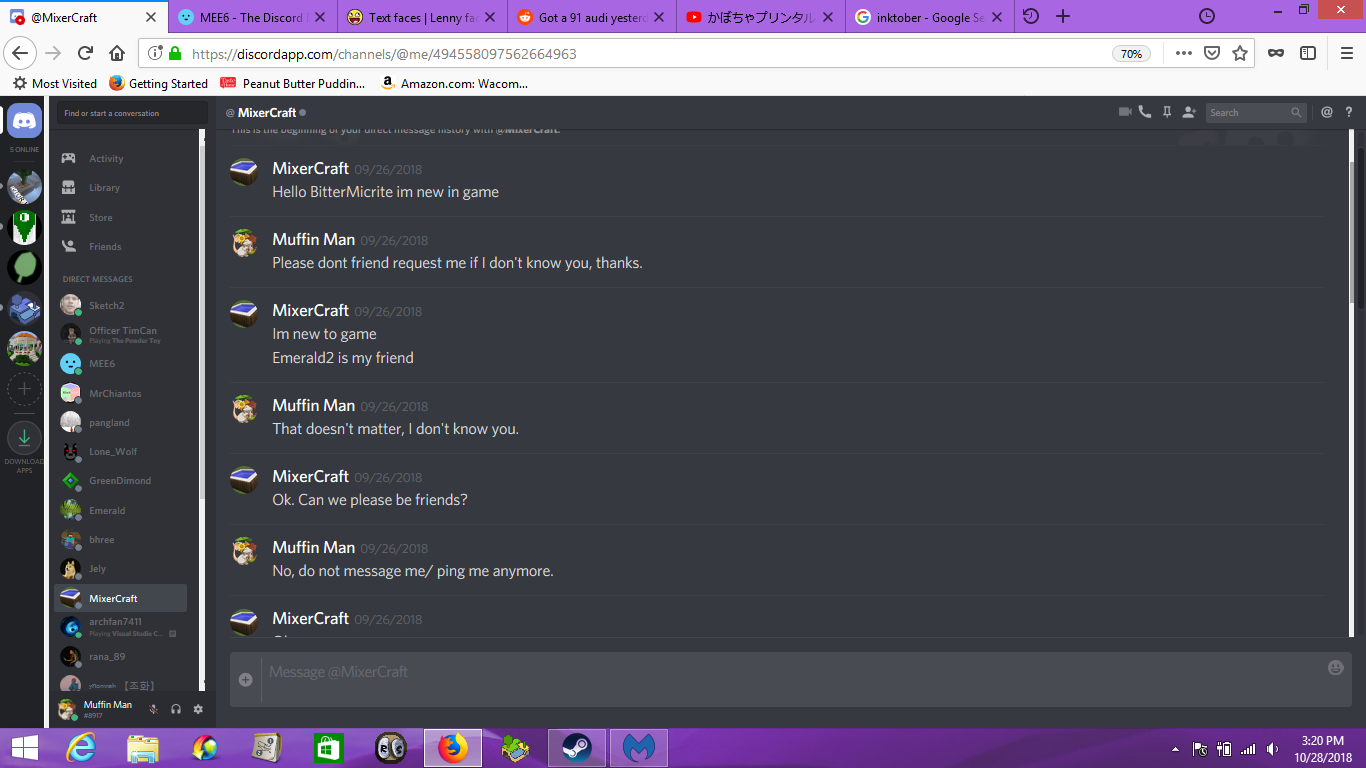 @MixerCraft
MEE6 - The Discord
Text faces | Lenny fac
Got a 91 audi yesterd
かぼちゃプリンタル
inktober - Google Se
https://discordapp.com/channels/@me/494558097562664963
70%
Most Visited
Getting Started
Peanut Butter Puddin...
Amazon.com: Wacom...
Find or start a conversation
@ MixerCraft
Search
5 ONLINE
This is the beginning of your direct message history with @MixerCraft.
Activity
Library
Store
Friends
DIRECT MESSAGES
Sketch2
Officer TimCan
Playing The Powder Toy
MEE6
MrChiantos
pangland
Lone_Wolf
GreenDimond
Emerald
bhree
Jely
MixerCraft
archfan7411
Playing Visual Studio C...
rana_89
【조화】
DOWNLOAD
APPS
Muffin Man
#8917
MixerCraft 09/26/2018
Hello BitterMicrite im new in game
Muffin Man 09/26/2018
Please dont friend request me if I don't know you, thanks.
MixerCraft 09/26/2018
Im new to game
Emerald2 is my friend
Muffin Man 09/26/2018
That doesn't matter, I don't know you.
MixerCraft 09/26/2018
Ok. Can we please be friends?
Muffin Man 09/26/2018
No, do not message me/ ping me anymore.
MixerCraft 09/26/2018
Message @MixerCraft
3:20 PM
10/28/2018